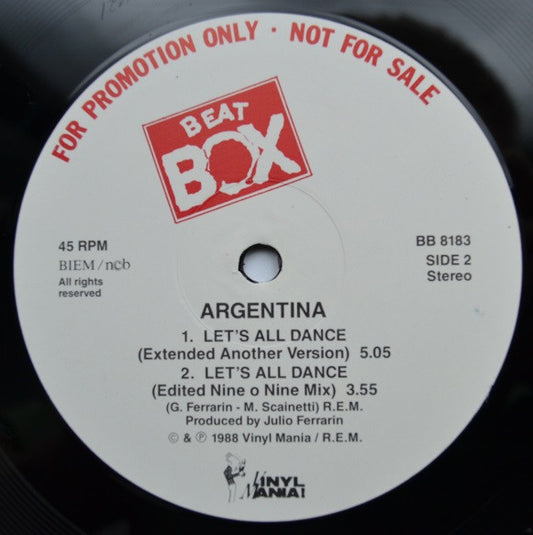 FOR PROMOTION ONLY · NOT FOR SALE
BEAT
BOX
45 RPM
BIEM/ncb
All rights
reserved
BB 8183
SIDE 2
Stereo
ARGENTINA
1. LET'S ALL DANCE
(Extended Another Version) 5.05
2. LET'S ALL DANCE
(Edited Nine o Nine Mix) 3.55
(G. Ferrarin - M. Scainetti) R.E.M.
Produced by Julio Ferrarin
© & ℗ 1988 Vinyl Mania / R.E.M.
VINYL
MANIA!